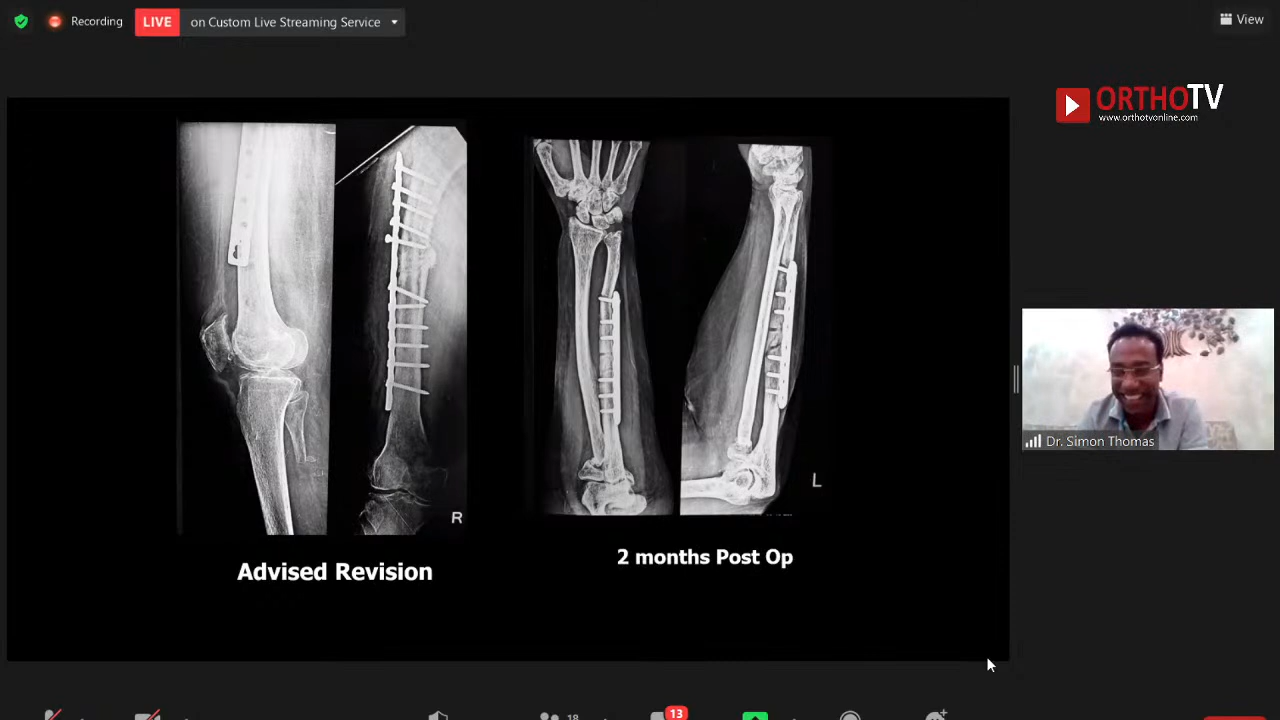 Recording
LIVE
on Custom Live Streaming Service
View
ORTHOTV
www.orthotvonline.com
R
L
Advised Revision
2 months Post Op
Dr. Simon Thomas
18
13